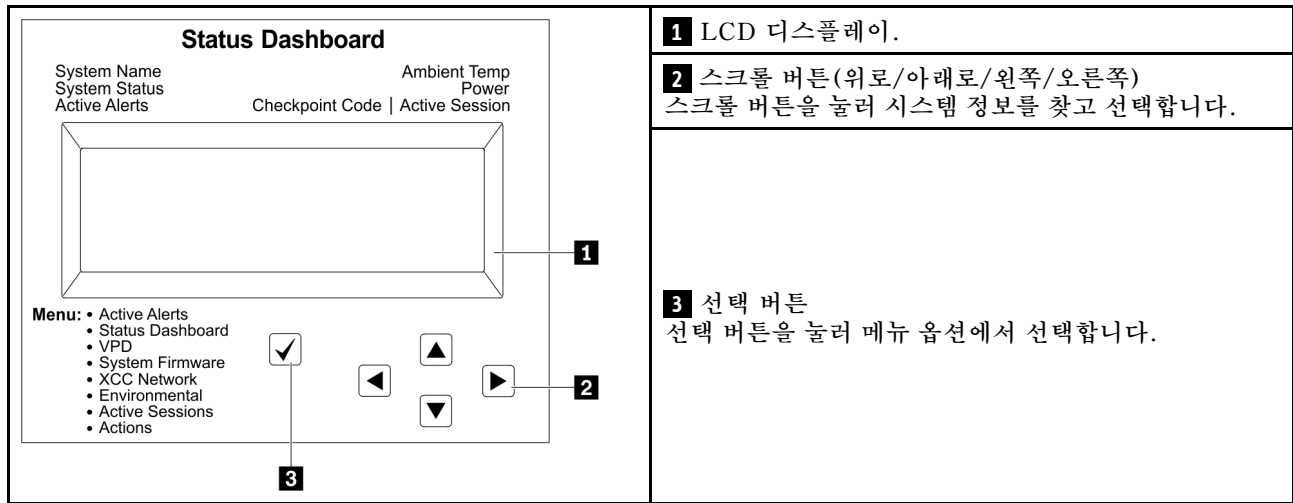 Status Dashboard
System Name
System Status
Active Alerts
Ambient Temp
Power
Checkpoint Code | Active Session
1
Menu: • Active Alerts
• Status Dashboard
• VPD
• System Firmware
• XCC Network
• Environmental
• Active Sessions
• Actions
2
3
1 LCD 디스플레이.
2 스크롤 버튼(위로/아래로/왼쪽/오른쪽)
스크롤 버튼을 눌러 시스템 정보를 찾고 선택합니다.
3 선택 버튼
선택 버튼을 눌러 메뉴 옵션에서 선택합니다.